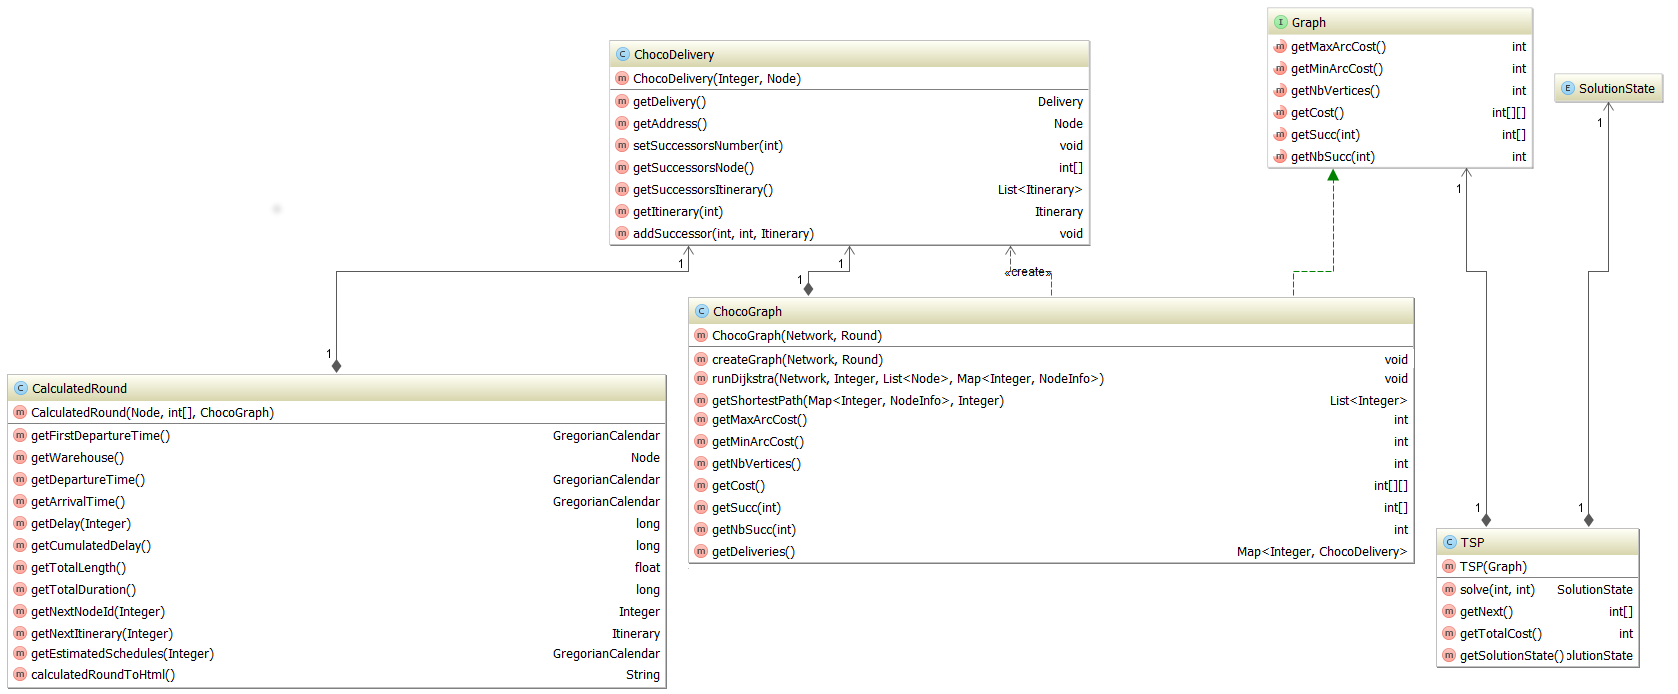 ChocoDelivery
ChocoDelivery(Integer, Node)
getDelivery() Delivery
getAddress() Node
setSuccessorsNumber(int) void
getSuccessorsNode() int[]
getSuccessorsItinerary() List<Itinerary>
getItinerary(int) Itinerary
addSuccessor(int, int, Itinerary) void
Graph
getMaxArcCost() int
getMinArcCost() int
getNbVertices() int
getCost() int[][]
getSucc(int) int[]
getNbSucc(int) int
SolutionState
1
1
1
1
1
«create»
1
ChocoGraph
ChocoGraph(Network, Round)
createGraph(Network, Round) void
runDijkstra(Network, Integer, List<Node>, Map<Integer, NodeInfo>) void
getShortestPath(Map<Integer, NodeInfo>, Integer) List<Integer>
getMaxArcCost() int
getMinArcCost() int
getNbVertices() int
getCost() int[][]
getSucc(int) int[]
getNbSucc(int) int
getDeliveries() Map<Integer, ChocoDelivery>
CalculatedRound
CalculatedRound(Node, int[], ChocoGraph)
getFirstDepartureTime() GregorianCalendar
getWarehouse() Node
getDepartureTime() GregorianCalendar
getArrivalTime() GregorianCalendar
getDelay(Integer) long
getCumulatedDelay() long
getTotalLength() float
getTotalDuration() long
getNextNodeId(Integer) Integer
getNextItinerary(Integer) Itinerary
getEstimatedSchedules(Integer) GregorianCalendar
calculatedRoundToHtml() String
1
1
TSP
TSP(Graph)
solve(int, int) SolutionState
getNext() int[]
getTotalCost() int
getSolutionState() olutionState